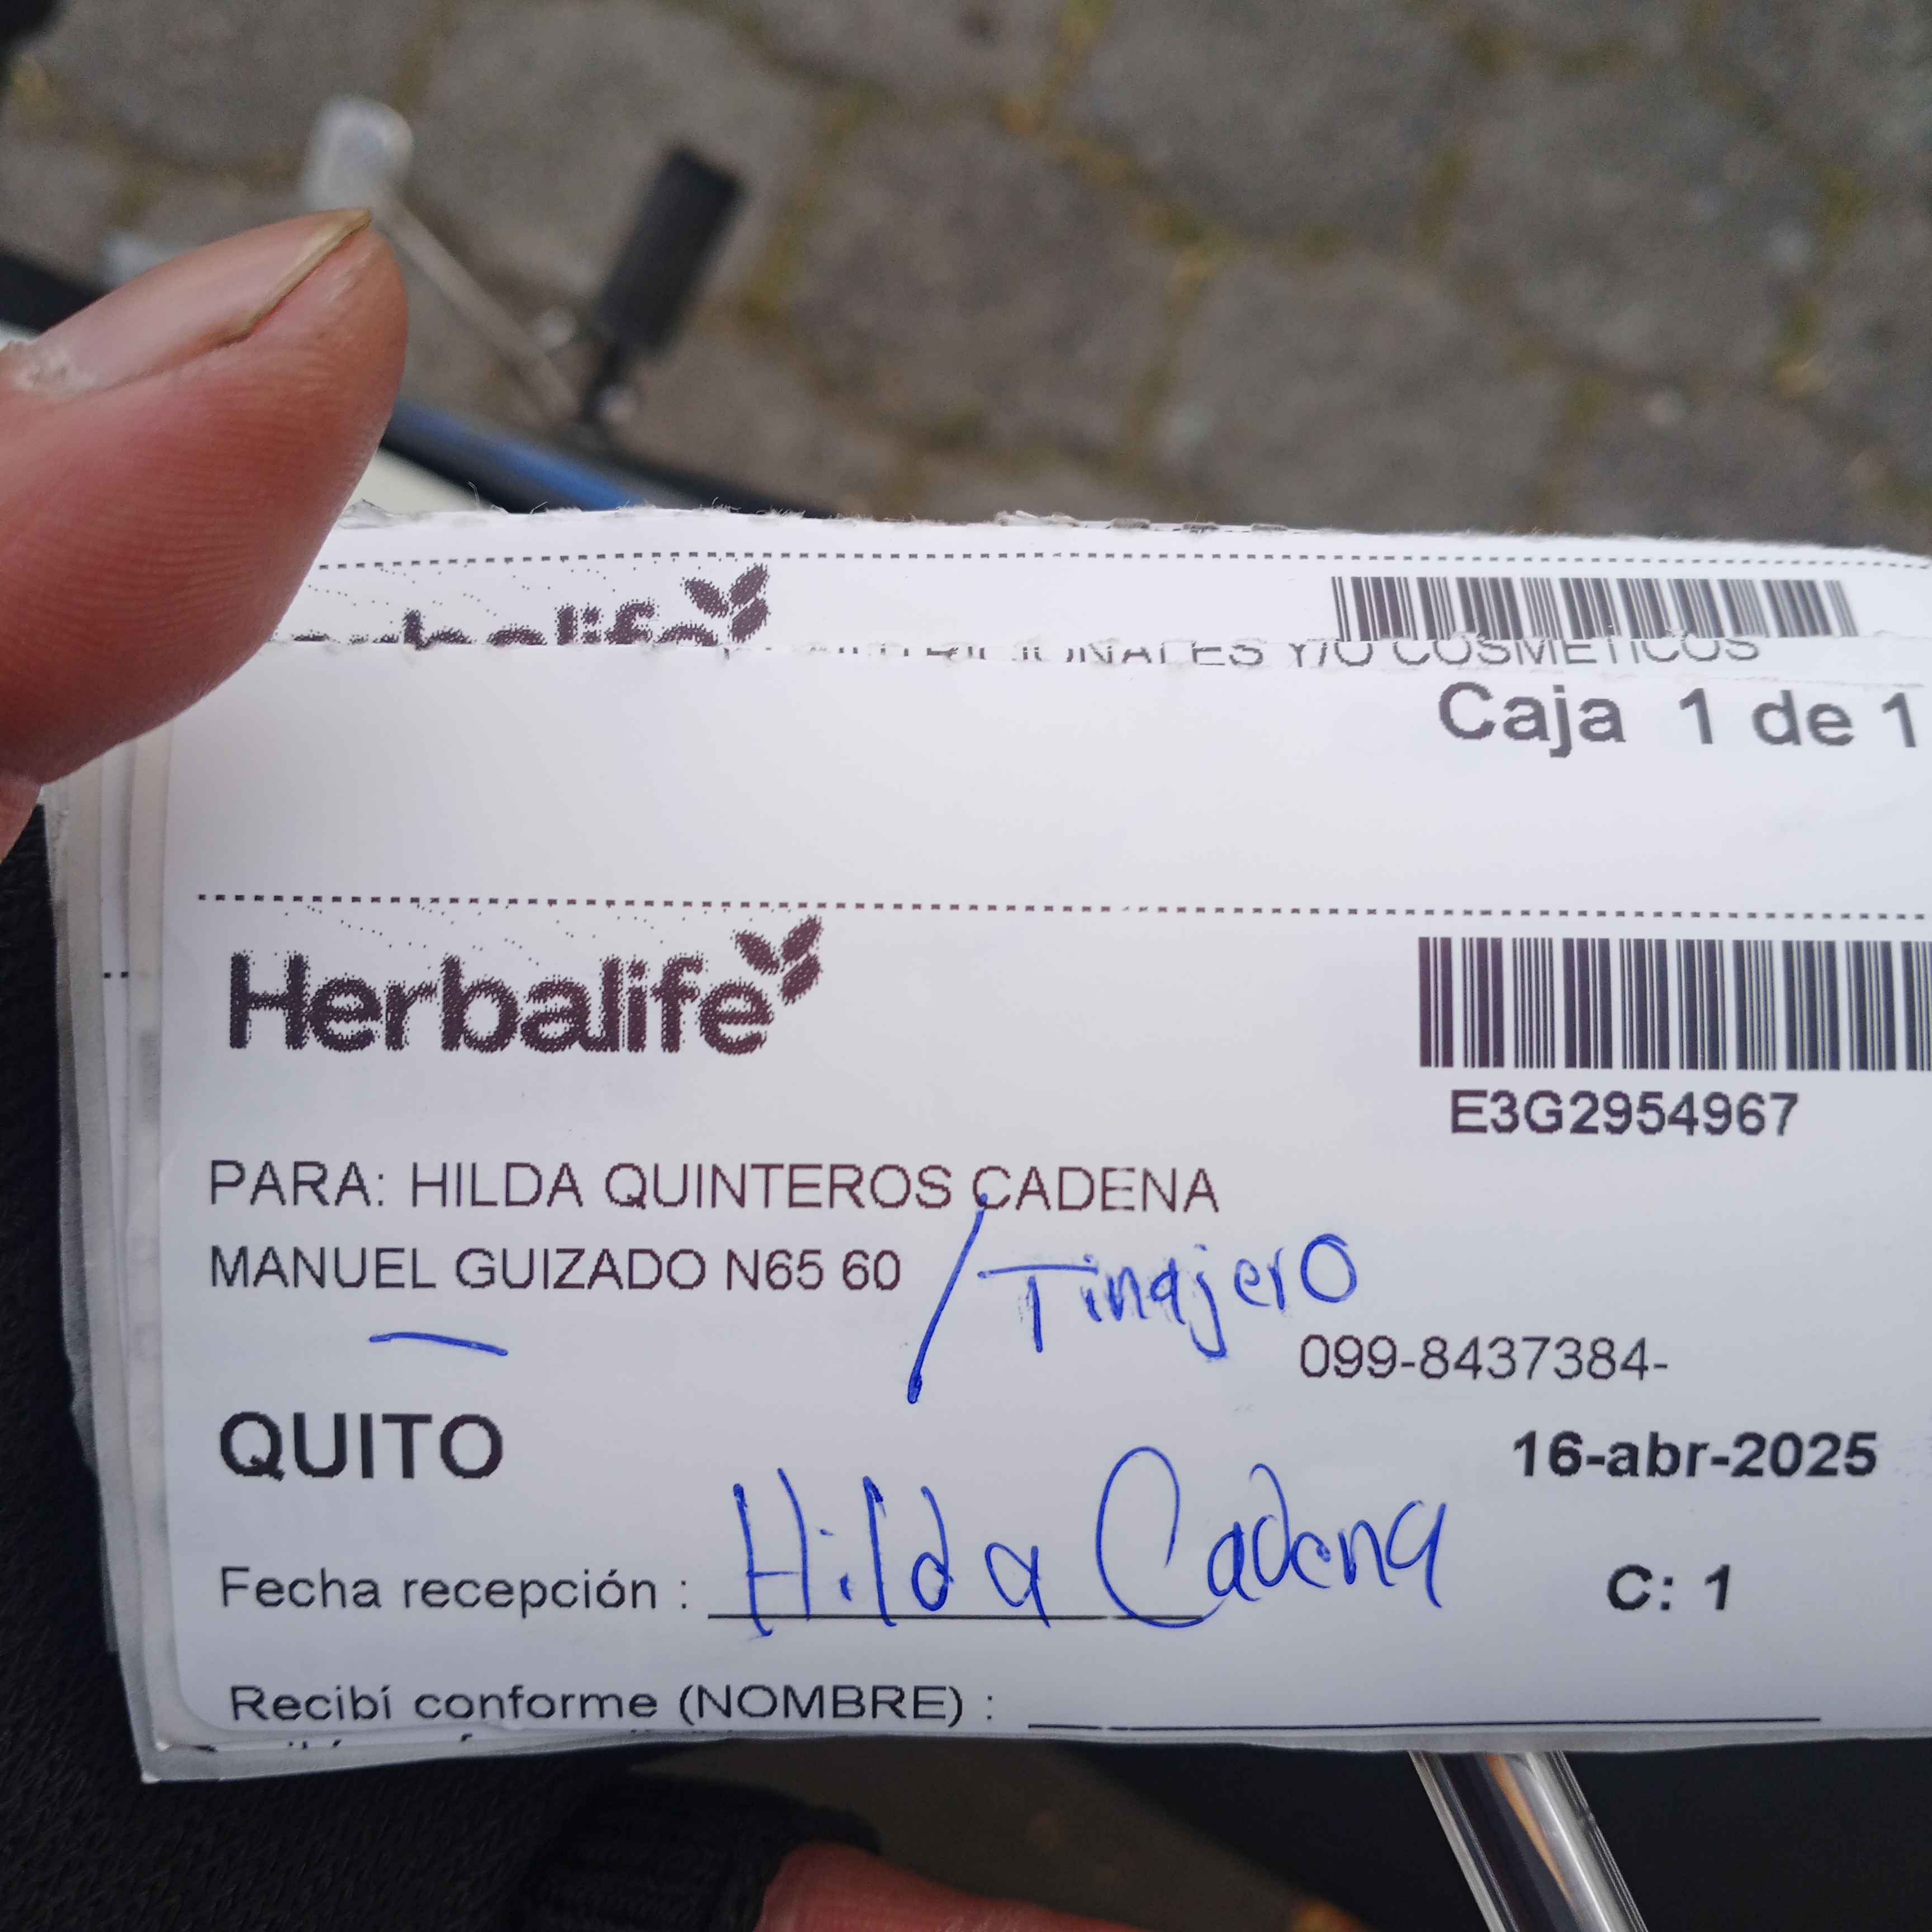 Y/O COSMETICOS
Caja 1 de 1
Herbalife
E3G2954967
PARA: HILDA QUINTEROS CADENA
MANUEL GUIZADO N65 60 / Tinajero
099-8437384-
QUITO
16-abr-2025
Fecha recepción : Hilda Cadena
C: 1
Recibí conforme (NOMBRE) :